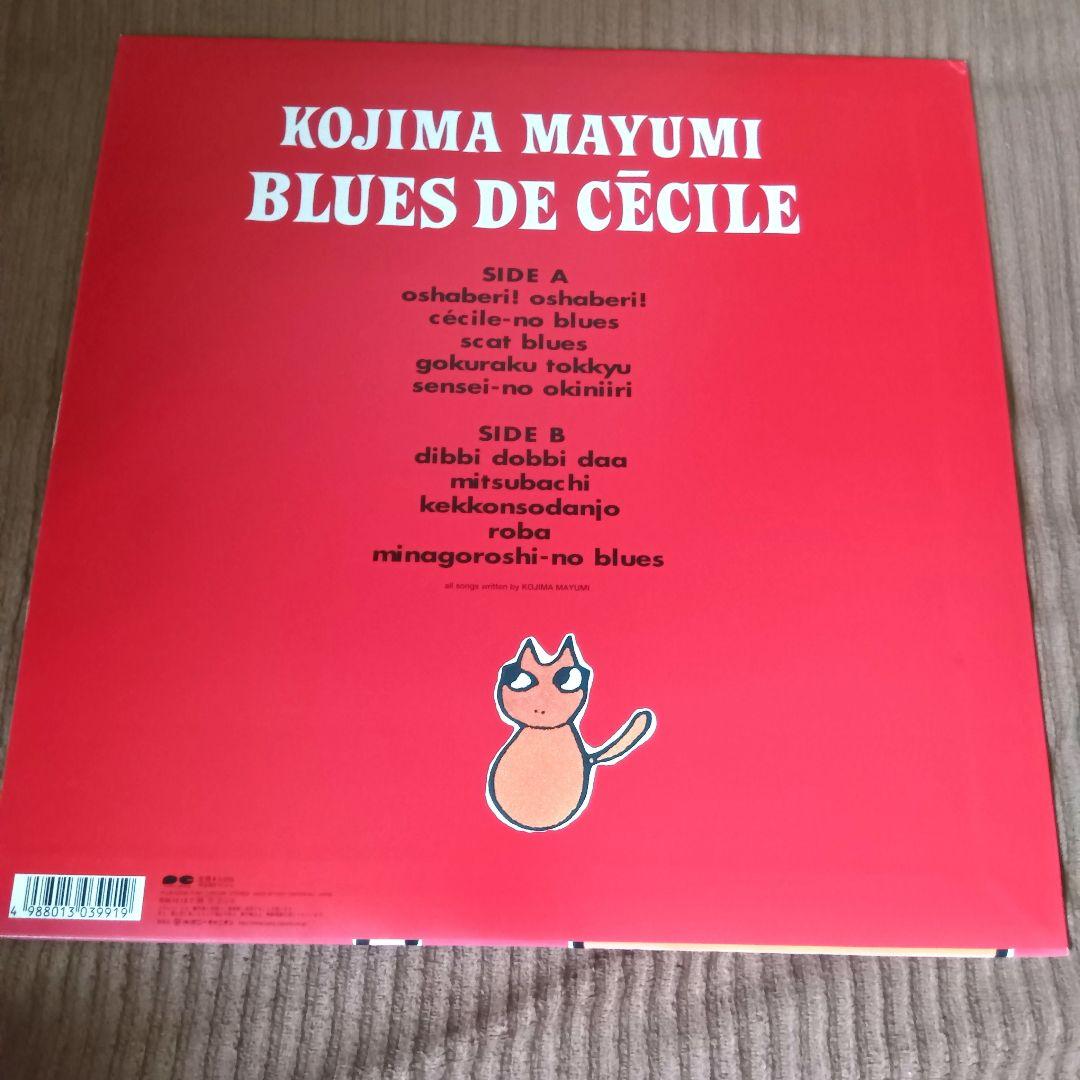 KOJIMA MAYUMI
BLUES DE CĒCILE
SIDE A
oshaberi! oshaberi!
cécile-no blues
scat blues
gokuraku tokkyu
sensei-no okiniiri
SIDE B
dibbi dobbi daa
mitsubachi
kekkonsodanjo
roba
minagoroshi-no blues
all songs written by KOJIMA MAYUMI
4 988013 039919